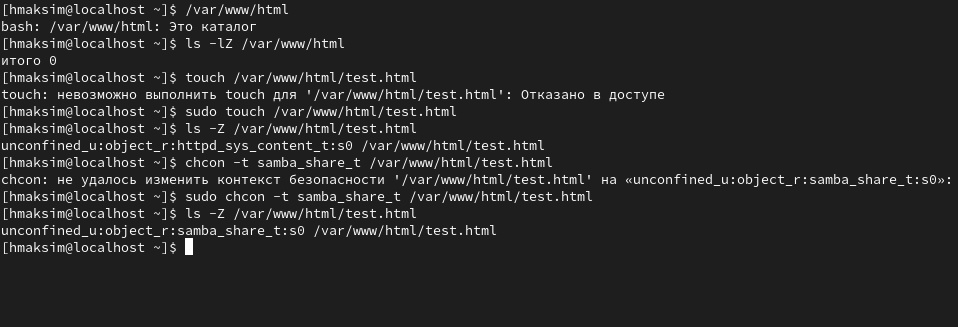 [hmaksim@localhost ~]$ /var/www/html
bash: /var/www/html: Это каталог
[hmaksim@localhost ~]$ ls -lZ /var/www/html
итого 0
[hmaksim@localhost ~]$ touch /var/www/html/test.html
touch: невозможно выполнить touch для '/var/www/html/test.html': Отказано в доступе
[hmaksim@localhost ~]$ sudo touch /var/www/html/test.html
[hmaksim@localhost ~]$ ls -Z /var/www/html/test.html
unconfined_u:object_r:httpd_sys_content_t:s0 /var/www/html/test.html
[hmaksim@localhost ~]$ chcon -t samba_share_t /var/www/html/test.html
chcon: не удалось изменить контекст безопасности '/var/www/html/test.html' на «unconfined_u:object_r:samba_share_t:s0»:
[hmaksim@localhost ~]$ sudo chcon -t samba_share_t /var/www/html/test.html
[hmaksim@localhost ~]$ ls -Z /var/www/html/test.html
unconfined_u:object_r:samba_share_t:s0 /var/www/html/test.html
[hmaksim@localhost ~]$